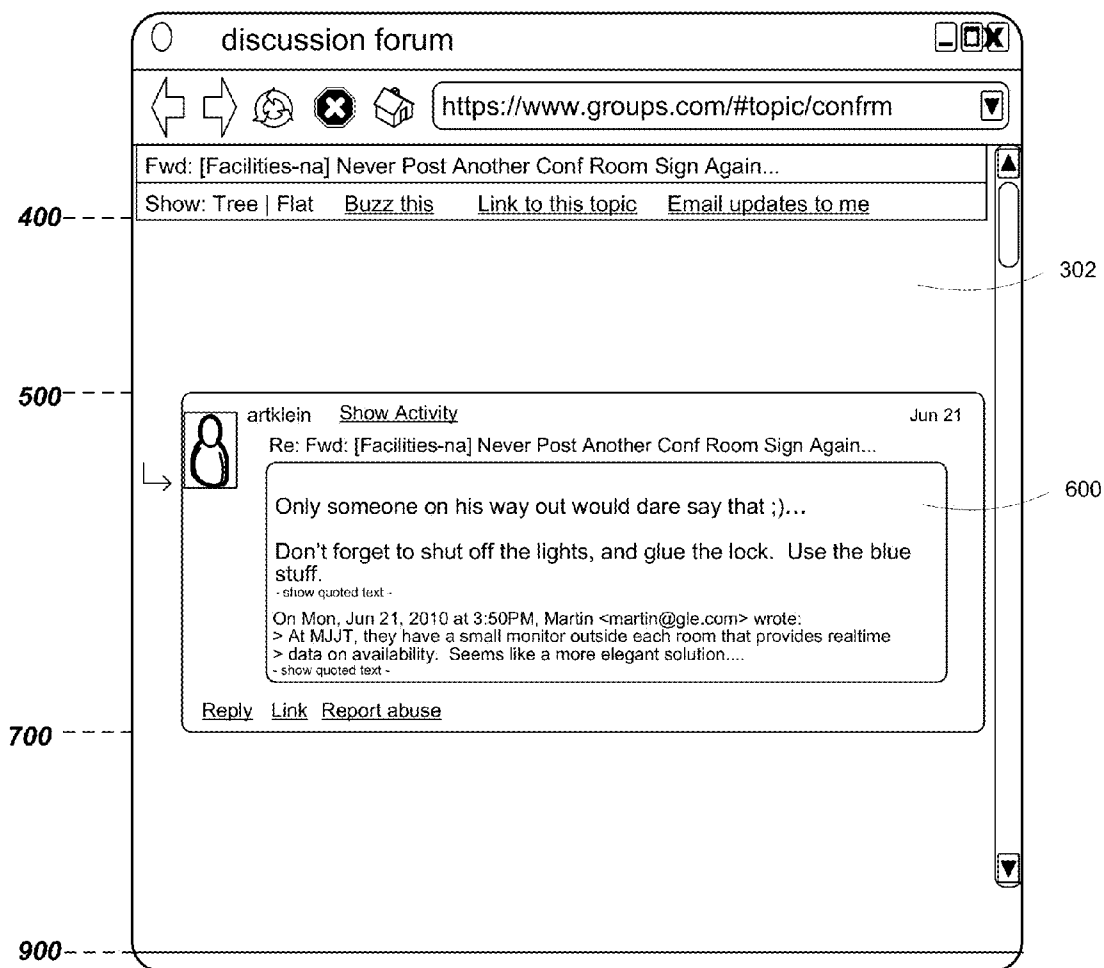 discussion forum
https://www.groups.com/#topic/confrm
Fwd: [Facilities-na] Never Post Another Conf Room Sign Again...
Show: Tree | Flat Buzz this Link to this topic Email updates to me
400
302
500
artklein Show Activity Jun 21
Re: Fwd: [Facilities-na] Never Post Another Conf Room Sign Again...
600
Only someone on his way out would dare say that ;)...
Don't forget to shut off the lights, and glue the lock. Use the blue
stuff.
- show quoted text -
On Mon, Jun 21, 2010 at 3:50PM, Martin <martin@gle.com> wrote:
> At MJJT, they have a small monitor outside each room that provides realtime
> data on availability. Seems like a more elegant solution....
- show quoted text -
Reply Link Report abuse
700
900